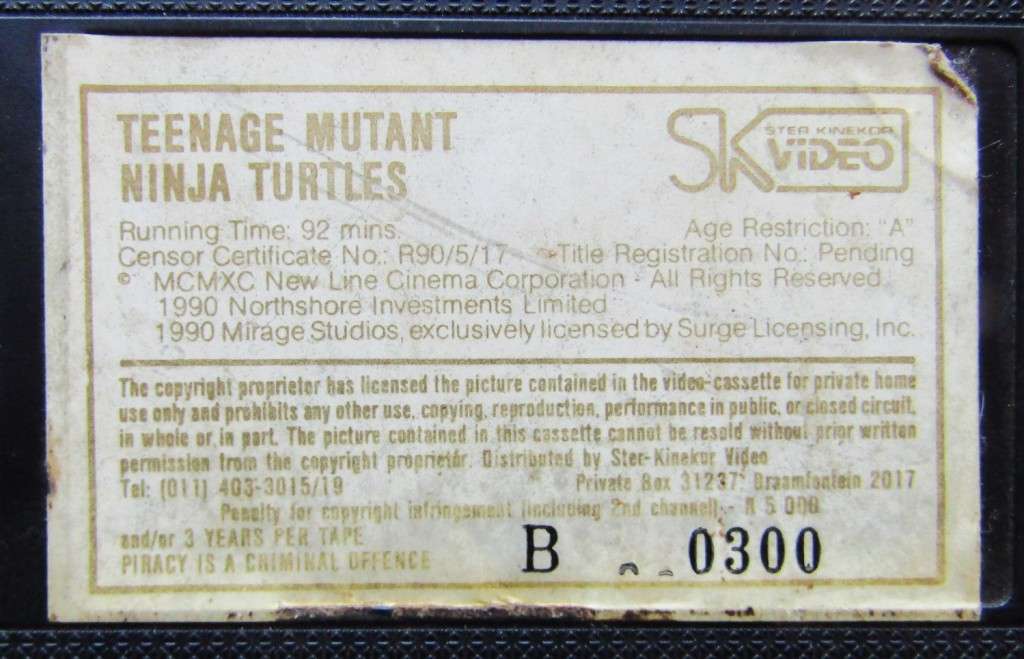 TEENAGE MUTANT
NINJA TURTLES
SK STER KINEKOR
VIDEO
Running Time: 92 mins. Age Restriction: "A"
Censor Certificate No.: R90/5/17 Title Registration No.: Pending
© MCMXC New Line Cinema Corporation - All Rights Reserved.
1990 Northshore Investments Limited
1990 Mirage Studios, exclusively licensed by Surge Licensing, Inc.
The copyright proprietor has licensed the picture contained in the video-cassette for private home
use only and prohibits any other use, copying, reproduction, performance in public, or closed circuit,
in whole or in part. The picture contained in this cassette cannot be resold without prior written
permission from the copyright proprietor. Distributed by Ster-Kinekor Video
Tel: (011) 403-3015/19 Private Box 31237, Braamfontein 2017
Penalty for copyright infringement (including 2nd channel) - R 5 000
and/or 3 YEARS PER TAPE
PIRACY IS A CRIMINAL OFFENCE
B 0300